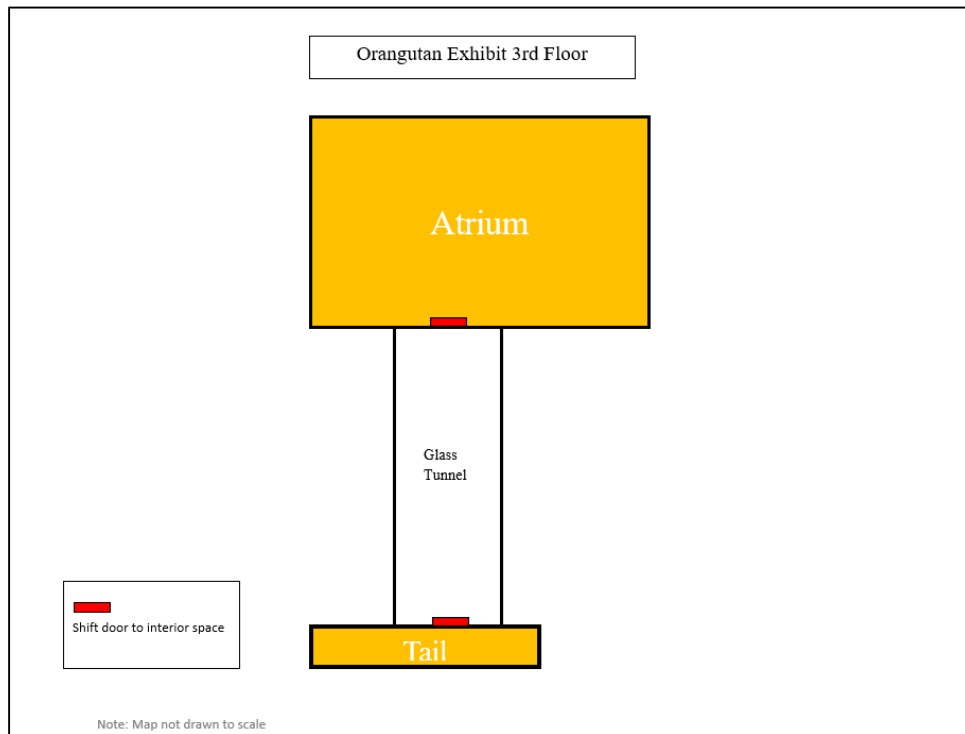 Orangutan Exhibit 3rd Floor
Atrium
Glass
Tunnel
Shift door to interior space
Tail
Note: Map not drawn to scale